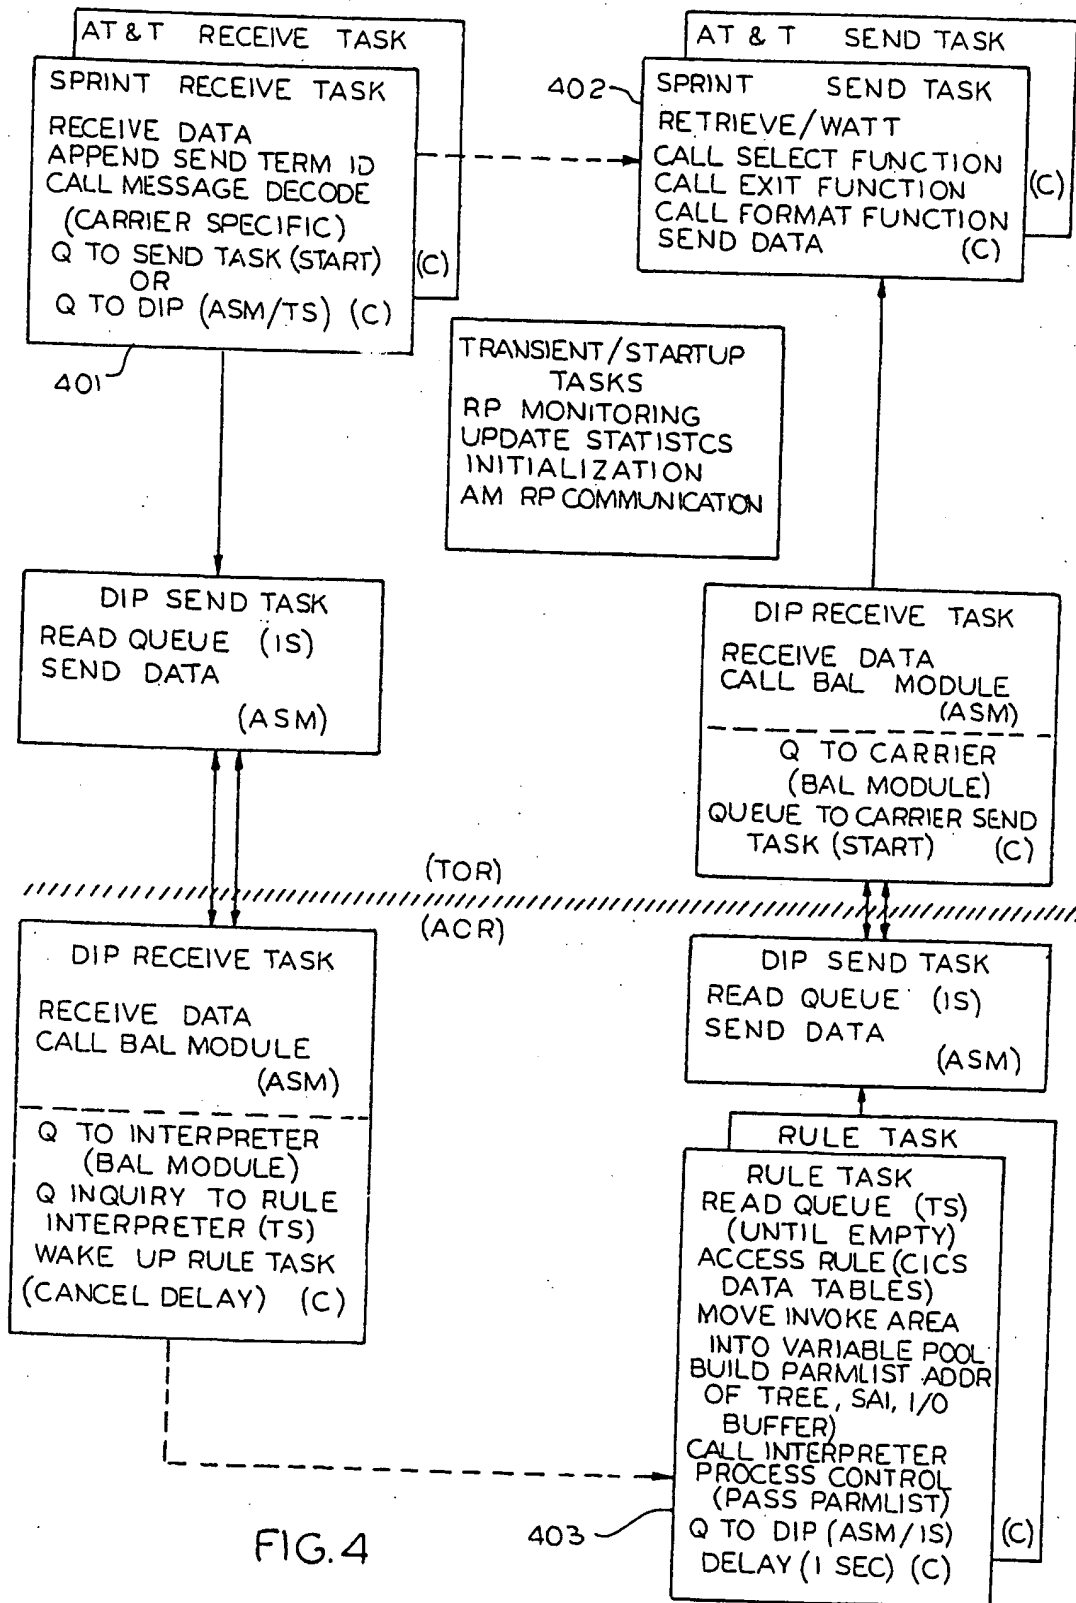 AT & T RECEIVE TASK
SPRINT RECEIVE TASK
RECEIVE DATA
APPEND SEND TERM ID
CALL MESSAGE DECODE
(CARRIER SPECIFIC)
Q TO SEND TASK (START)
OR
Q TO DIP (ASM/TS) (C)
(C)
401
AT & T SEND TASK
402
SPRINT SEND TASK
RETRIEVE/WATT
CALL SELECT FUNCTION
CALL EXIT FUNCTION
CALL FORMAT FUNCTION
SEND DATA (C)
(C)
TRANSIENT/STARTUP
TASKS
RP MONITORING
UPDATE STATISTCS
INITIALIZATION
AM RP COMMUNICATION
DIP SEND TASK
READ QUEUE (IS)
SEND DATA
(ASM)
DIP RECEIVE TASK
RECEIVE DATA
CALL BAL MODULE
(ASM)
Q TO CARRIER
(BAL MODULE)
QUEUE TO CARRIER SEND
TASK (START) (C)
(TOR)
(ACR)
DIP RECEIVE TASK
RECEIVE DATA
CALL BAL MODULE
(ASM)
Q TO INTERPRETER
(BAL MODULE)
Q INQUIRY TO RULE
INTERPRETER (TS)
WAKE UP RULE TASK
(CANCEL DELAY) (C)
DIP SEND TASK
READ QUEUE (IS)
SEND DATA
(ASM)
RULE TASK
RULE TASK
READ QUEUE (TS)
(UNTIL EMPTY)
ACCESS RULE (CICS
DATA TABLES)
MOVE INVOKE AREA
INTO VARIABLE POOL
BUILD PARMLIST ADDR
OF TREE, SAI, I/O
BUFFER)
CALL INTERPRETER
PROCESS CONTROL
(PASS PARMLIST)
Q TO DIP (ASM/IS)
DELAY (1 SEC) (C)
(C)
403
FIG. 4